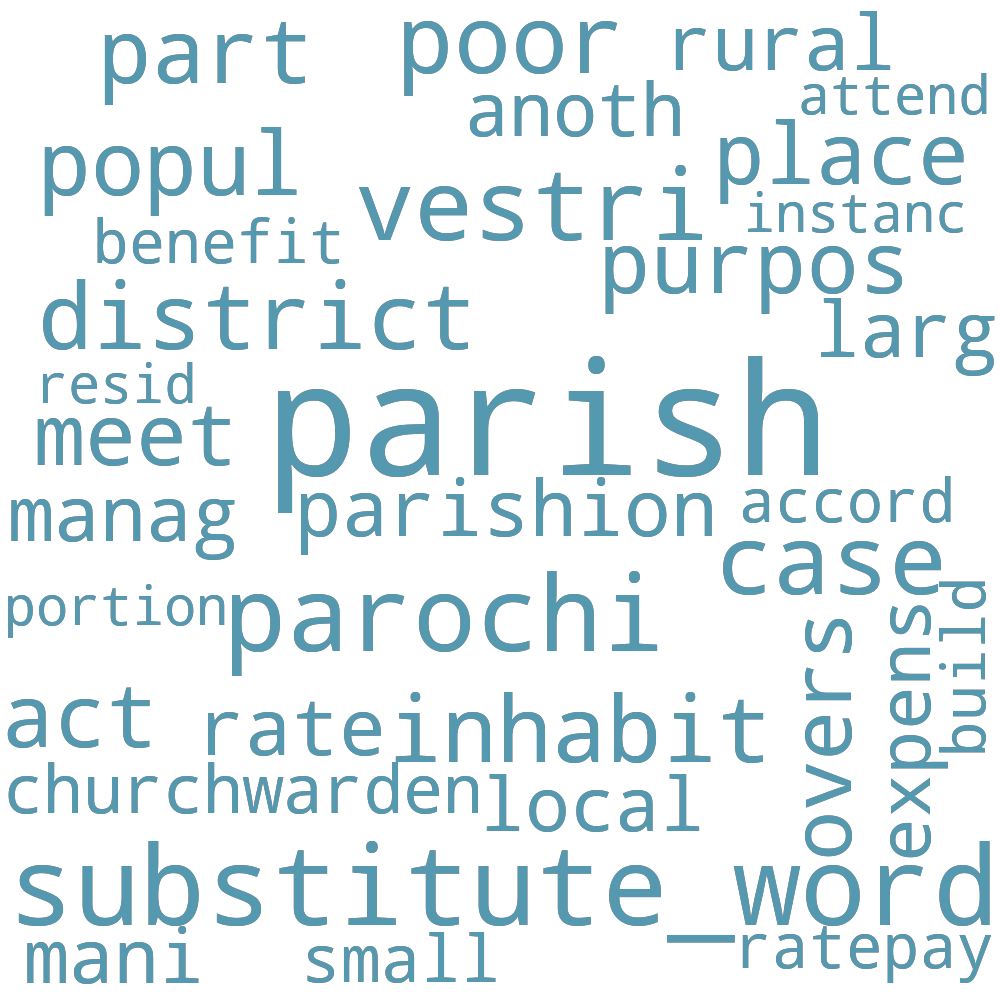 part
poor
rural
anoth
attend
popul
place
vestri
instanc
benefit
purpos
district
larg
resid
meet
parish
manag
parishion
accord
case
portion
parochi
overs
expens
build
act
rate
inhabit
churchwarden
local
substitute_word
mani
small
ratepay